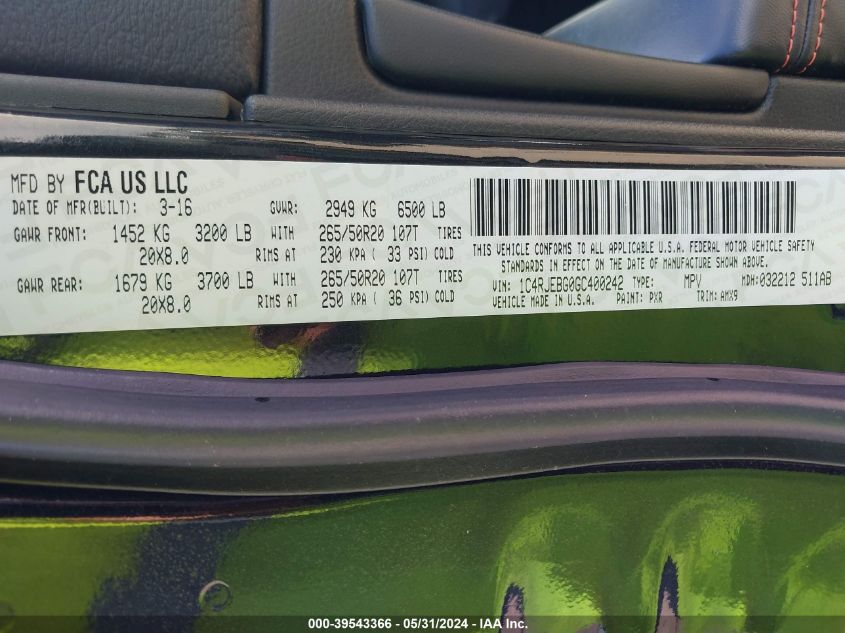 MFD BY FCA US LLC
DATE OF MFR(BUILT): 3-16 GVWR: 2949 KG 6500 LB
GAWR FRONT: 1452 KG 3200 LB WITH 265/50R20 107T TIRES
20X8.0 RIMS AT 230 KPA ( 33 PSI) COLD
GAWR REAR: 1679 KG 3700 LB WITH 265/50R20 107T TIRES
20X8.0 RIMS AT 250 KPA ( 36 PSI) COLD
THIS VEHICLE CONFORMS TO ALL APPLICABLE U.S.A. FEDERAL MOTOR VEHICLE SAFETY
STANDARDS IN EFFECT ON THE DATE OF MANUFACTURE SHOWN ABOVE.
VIN: 1C4RJEBG0GC400242 TYPE: MPV MDH:032212 511AB
VEHICLE MADE IN U.S.A. PAINT: PXR TRIM: AMX9
000-39543366 - 05/31/2024 - IAA Inc.